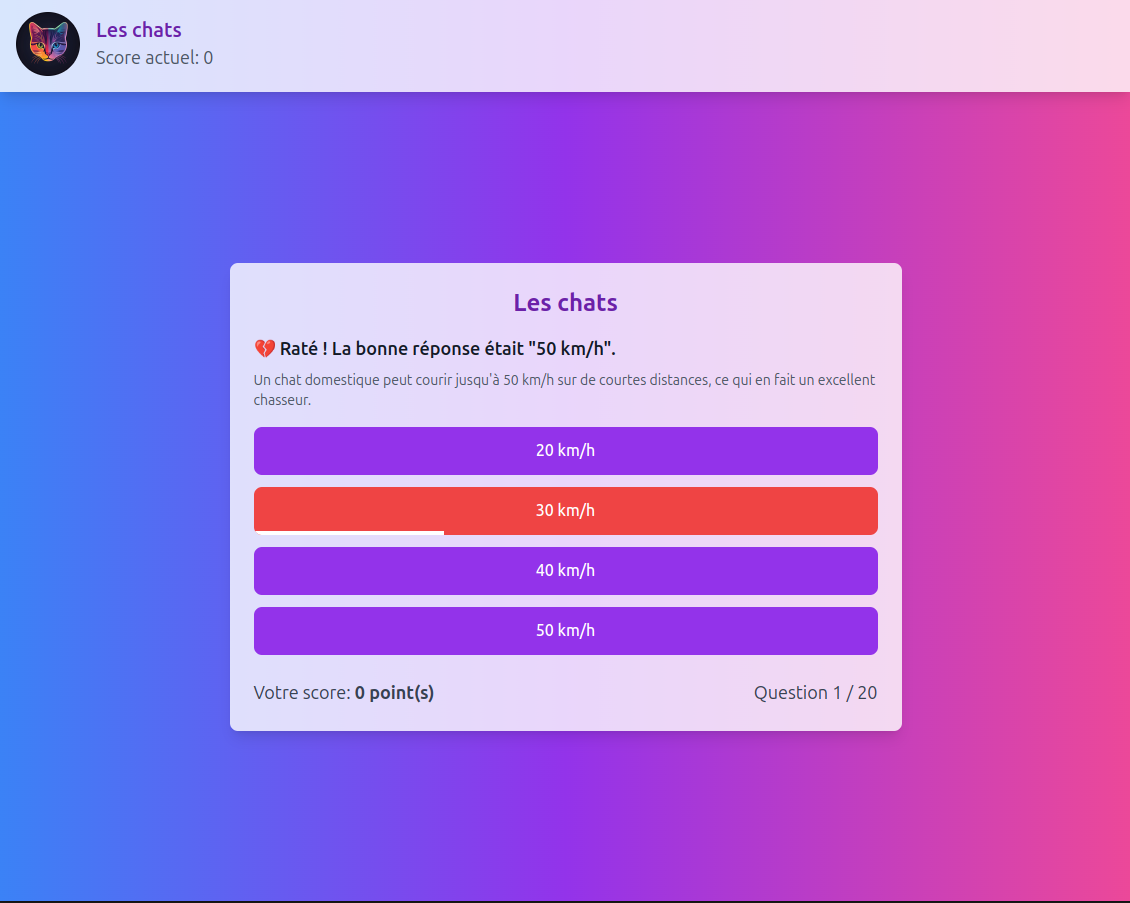 Les chats
Score actuel: 0
Les chats
💔 Raté ! La bonne réponse était "50 km/h".
Un chat domestique peut courir jusqu'à 50 km/h sur de courtes distances, ce qui en fait un excellent
chasseur.
20 km/h
30 km/h
40 km/h
50 km/h
Votre score: 0 point(s)
Question 1 / 20